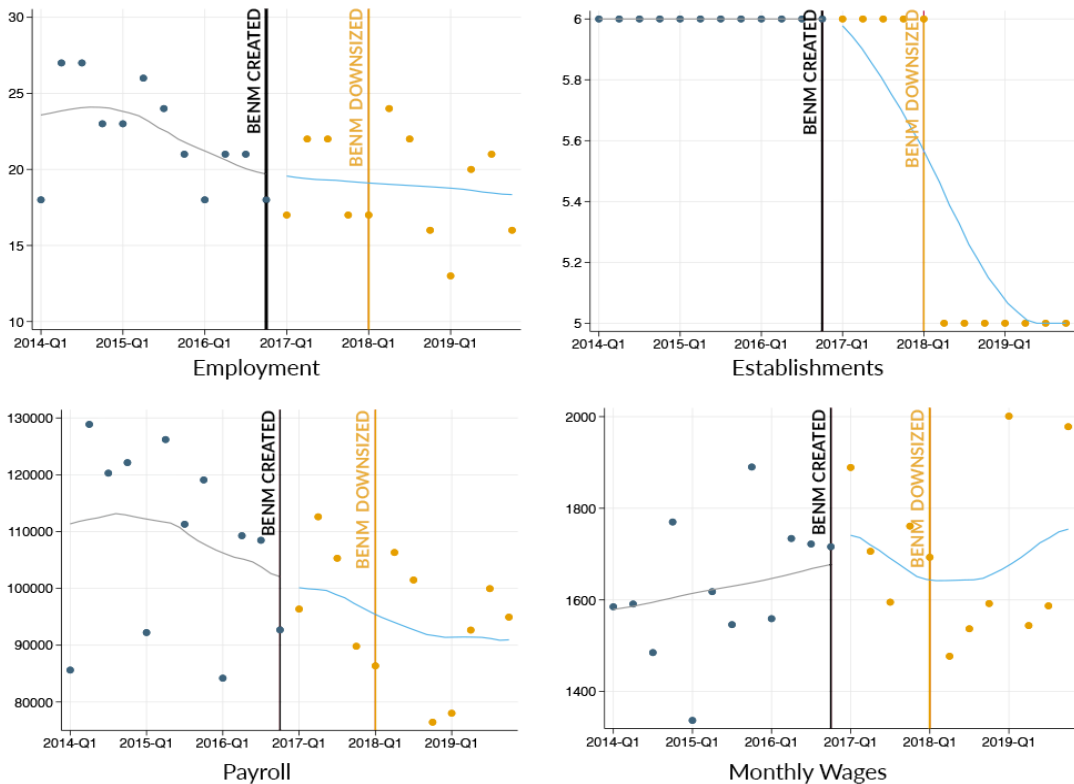 30
25
20
15
10
BENM CREATED
BENM DOWNSIZED
2014-Q1 2015-Q1 2016-Q1 2017-Q1 2018-Q1 2019-Q1
Employment
6
5.8
5.6
5.4
5.2
5
BENM CREATED
BENM DOWNSIZED
2014-Q1 2015-Q1 2016-Q1 2017-Q1 2018-Q1 2019-Q1
Establishments
130000
120000
110000
100000
90000
80000
BENM CREATED
BENM DOWNSIZED
2014-Q1 2015-Q1 2016-Q1 2017-Q1 2018-Q1 2019-Q1
Payroll
2000
1800
1600
1400
BENM CREATED
BENM DOWNSIZED
2014-Q1 2015-Q1 2016-Q1 2017-Q1 2018-Q1 2019-Q1
Monthly Wages